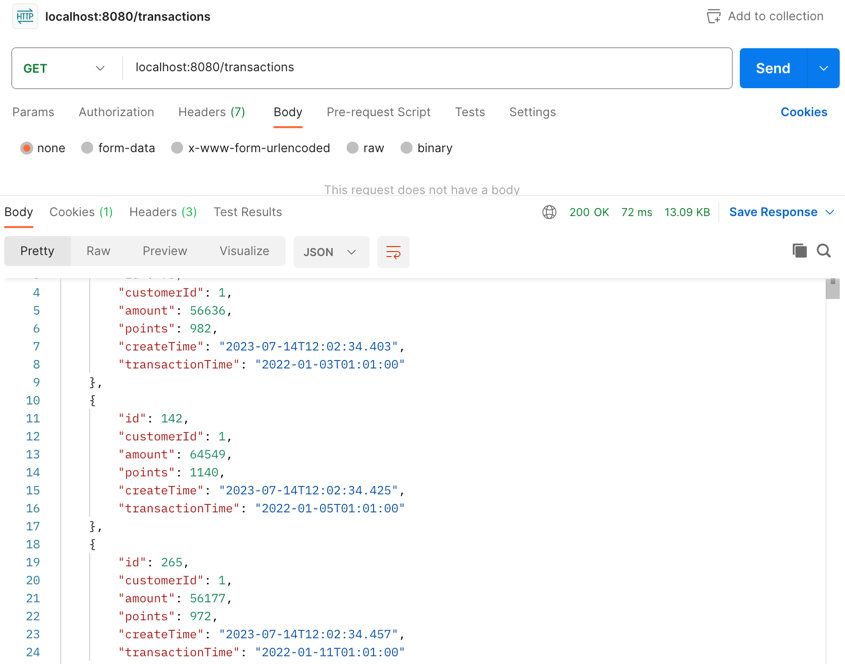 HTTP localhost:8080/transactions Add to collection
GET localhost:8080/transactions Send
Params Authorization Headers (7) Body Pre-request Script Tests Settings Cookies
none form-data x-www-form-urlencoded raw binary
This request does not have a body
Body Cookies (1) Headers (3) Test Results 200 OK 72 ms 13.09 KB Save Response
Pretty Raw Preview Visualize JSON
4 "customerId": 1,
5 "amount": 56636,
6 "points": 982,
7 "createTime": "2023-07-14T12:02:34.403",
8 "transactionTime": "2022-01-03T01:01:00"
9 },
10 {
11 "id": 142,
12 "customerId": 1,
13 "amount": 64549,
14 "points": 1140,
15 "createTime": "2023-07-14T12:02:34.425",
16 "transactionTime": "2022-01-05T01:01:00"
17 },
18 {
19 "id": 265,
20 "customerId": 1,
21 "amount": 56177,
22 "points": 972,
23 "createTime": "2023-07-14T12:02:34.457",
24 "transactionTime": "2022-01-11T01:01:00"